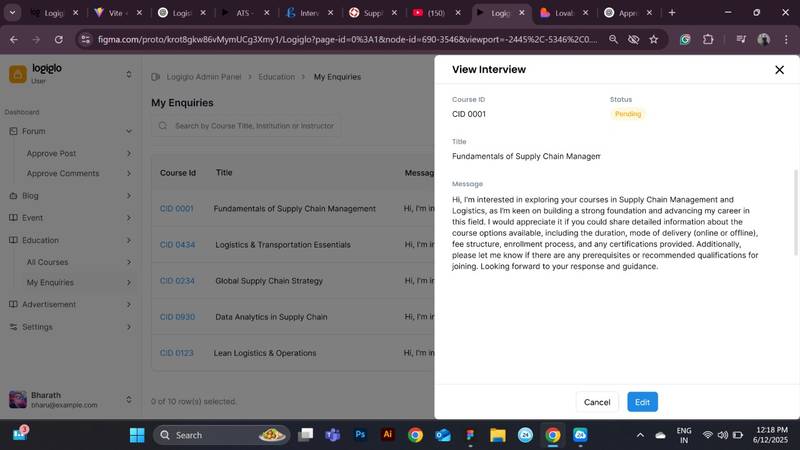 Logigl
Vite +
Logist
ATS -
Interv
Suppl
(150)
Logigl
Lovab
Appro
figma.com/proto/krot8gkw86vMymUCg3Xmy1/Logiglo?page-id=0%3A1&node-id=690-3546&viewport=-2445%2C-5346%2C0....
logiglo
User
Logiglo Admin Panel > Education > My Enquiries
Dashboard
Forum
Approve Post
Approve Comments
Blog
Event
Education
All Courses
My Enquiries
Advertisement
Settings
Bharath
bharu@example.com
My Enquiries
Search by Course Title, Institution or Instructor
Course Id Title Messag
CID 0001 Fundamentals of Supply Chain Management Hi, I'm in
CID 0434 Logistics & Transportation Essentials Hi, I'm in
CID 0234 Global Supply Chain Strategy Hi, I'm in
CID 0930 Data Analytics in Supply Chain Hi, I'm in
CID 0123 Lean Logistics & Operations Hi, I'm in
0 of 10 row(s) selected.
View Interview
Course ID Status
CID 0001 Pending
Title
Fundamentals of Supply Chain Managem
Message
Hi, I'm interested in exploring your courses in Supply Chain Management and
Logistics, as I'm keen on building a strong foundation and advancing my career in
this field. I would appreciate it if you could share detailed information about the
course options available, including the duration, mode of delivery (online or offline),
fee structure, enrollment process, and any certifications provided. Additionally,
please let me know if there are any prerequisites or recommended qualifications for
joining. Looking forward to your response and guidance.
Cancel Edit
3
Search
Ps
Ai
24
24
ENG
IN
12:18 PM
6/12/2025